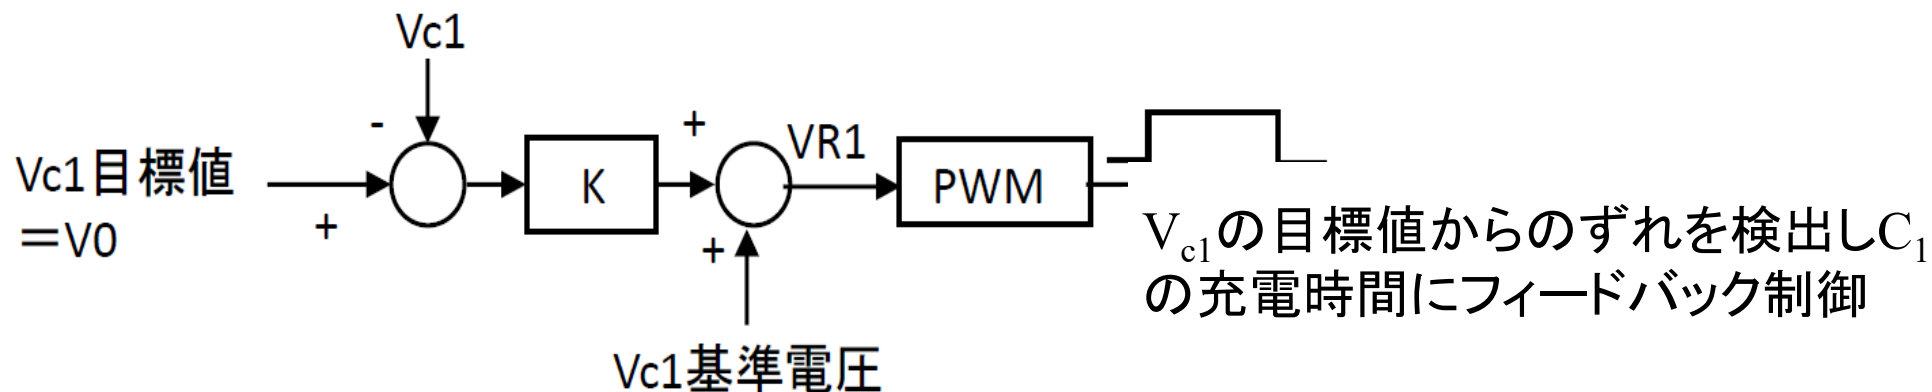 Vc1
-
+
VR1
Vc1目標値
=V0
K
PWM
+
+
Vc1基準電圧
Vc1の目標値からのずれを検出しC1
の充電時間にフィードバック制御